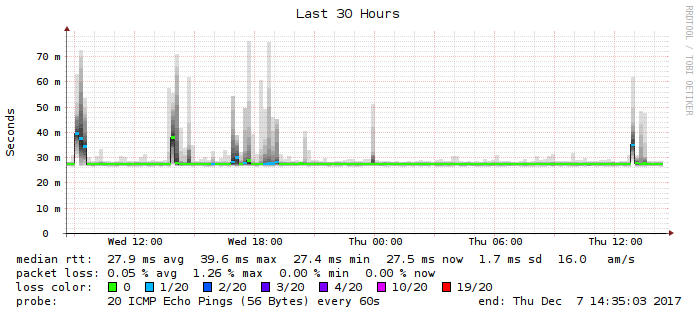 Last 30 Hours
RRDTOOL / TOBI OETIKER
Seconds
70 m
60 m
50 m
40 m
30 m
20 m
10 m
0
Wed 12:00 Wed 18:00 Thu 00:00 Thu 06:00 Thu 12:00
median rtt: 27.9 ms avg 39.6 ms max 27.4 ms min 27.5 ms now 1.7 ms sd 16.0 am/s
packet loss: 0.05 % avg 1.26 % max 0.00 % min 0.00 % now
loss color: 0 1/20 2/20 3/20 4/20 10/20 19/20
probe: 20 ICMP Echo Pings (56 Bytes) every 60s end: Thu Dec 7 14:35:03 2017